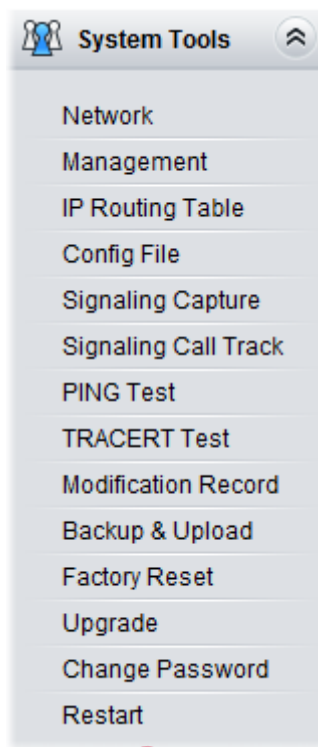 System Tools
Network
Management
IP Routing Table
Config File
Signaling Capture
Signaling Call Track
PING Test
TRACERT Test
Modification Record
Backup & Upload
Factory Reset
Upgrade
Change Password
Restart